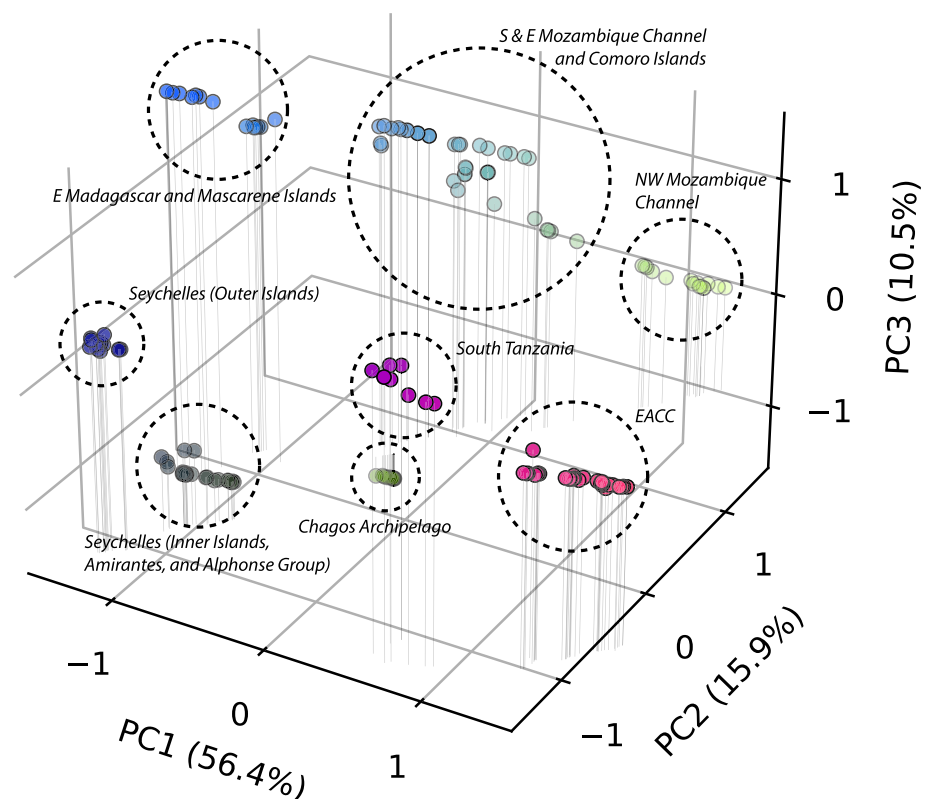 S & E Mozambique Channel
and Comoro Islands
E Madagascar and Mascarene Islands
NW Mozambique
Channel
Seychelles (Outer Islands)
South Tanzania
EACC
Chagos Archipelago
Seychelles (Inner Islands,
Amirantes, and Alphonse Group)
1
0
−1
PC3 (10.5%)
1
0
−1
PC2 (15.9%)
−1
0
1
PC1 (56.4%)